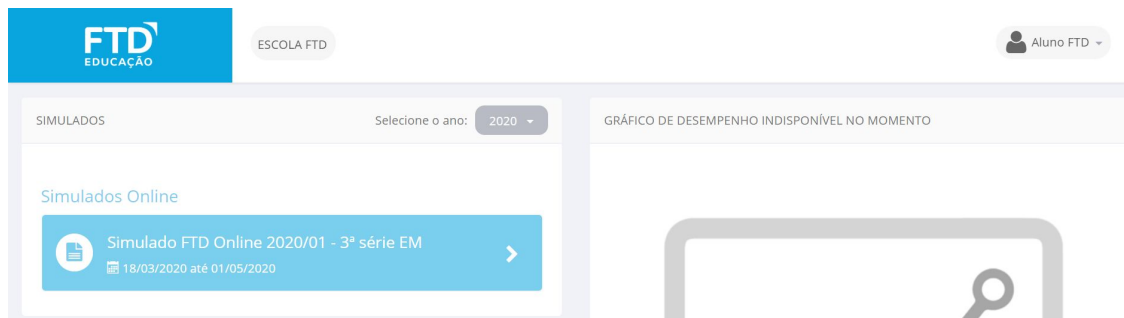 FTD
EDUCAÇÃO
ESCOLA FTD
Aluno FTD
SIMULADOS
Selecione o ano: 2020
GRÁFICO DE DESEMPENHO INDISPONÍVEL NO MOMENTO
Simulados Online
Simulado FTD Online 2020/01 - 3ª série EM
18/03/2020 até 01/05/2020